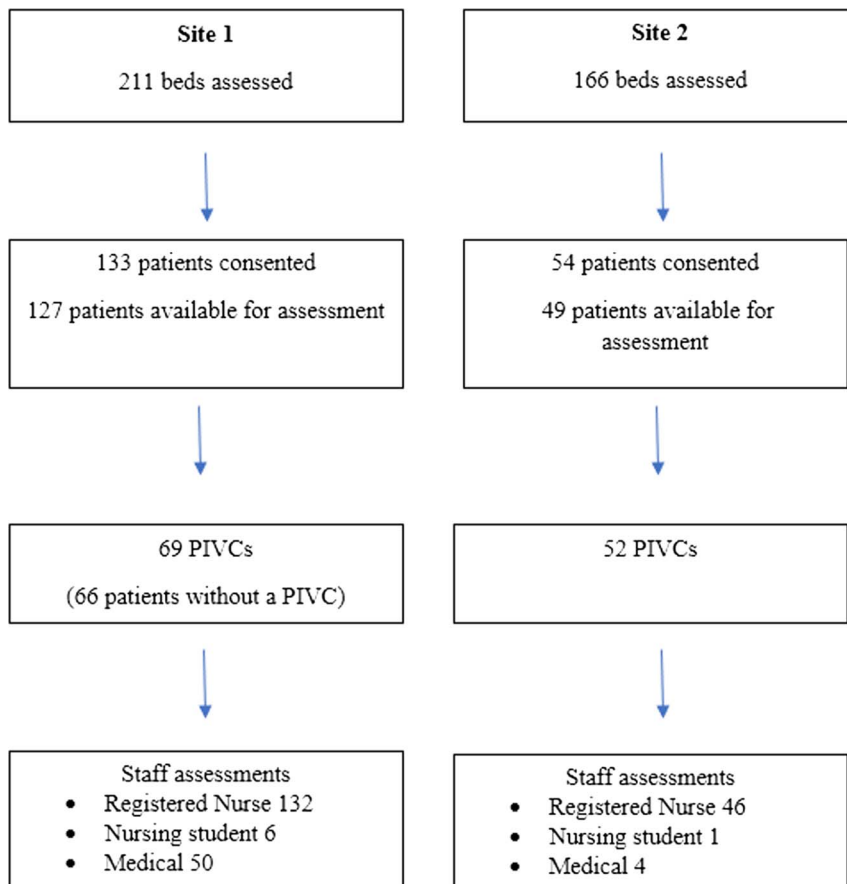 Site 1
211 beds assessed
Site 2
166 beds assessed
133 patients consented
127 patients available for assessment
54 patients consented
49 patients available for
assessment
69 PIVCs
(66 patients without a PIVC)
52 PIVCs
Staff assessments
• Registered Nurse 132
• Nursing student 6
• Medical 50
Staff assessments
• Registered Nurse 46
• Nursing student 1
• Medical 4